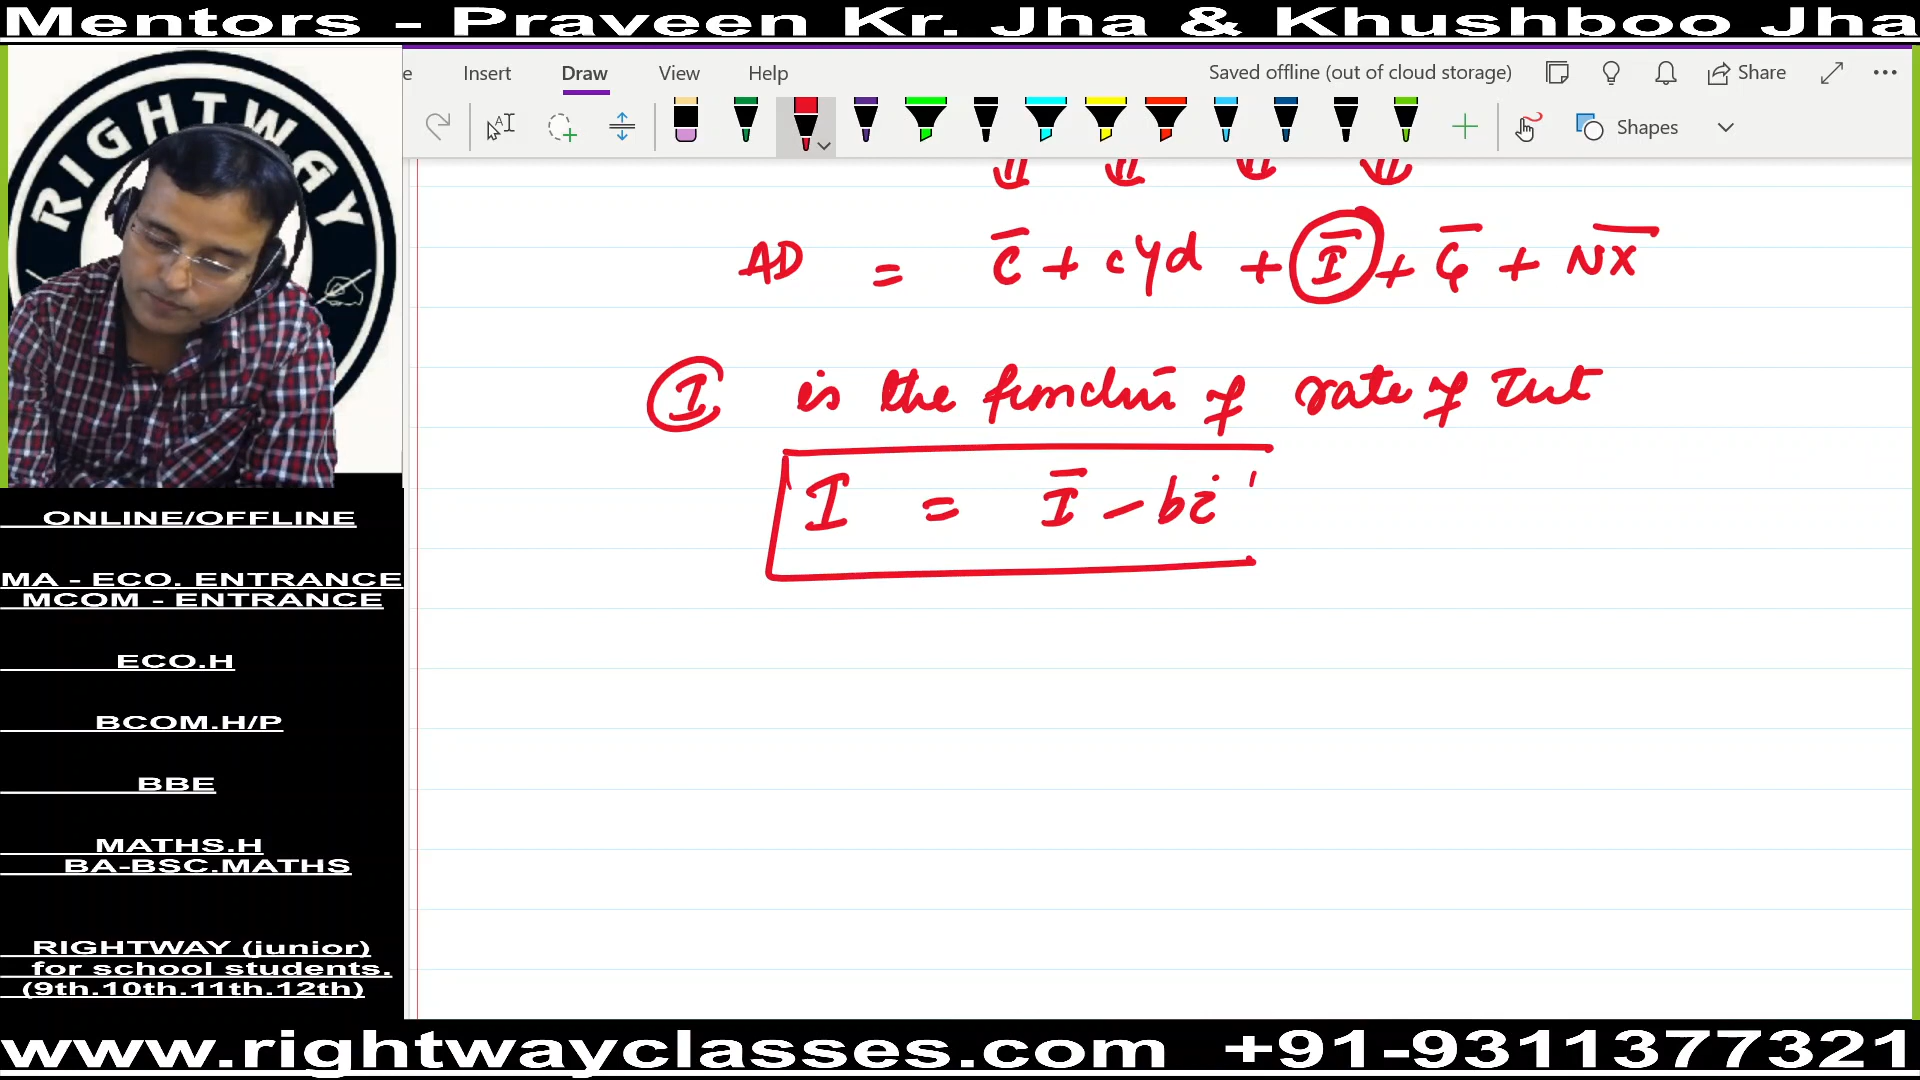 Mentors - Praveen Kr. Jha & Khushboo Jha
RIGHTWAY
e Insert Draw View Help Saved offline (out of cloud storage) Share
Shapes
AD = C̅ + cYd + I̅ + G̅ + N̅X̅
I is the function of rate of
I = I̅ - bi
ONLINE/OFFLINE
MA - ECO. ENTRANCE
MCOM - ENTRANCE
ECO.H
BCOM.H/P
BBE
MATHS.H
BA-BSC.MATHS
RIGHTWAY (junior)
for school students.
(9th.10th.11th.12th)
www.rightwayclasses.com +91-9311377321